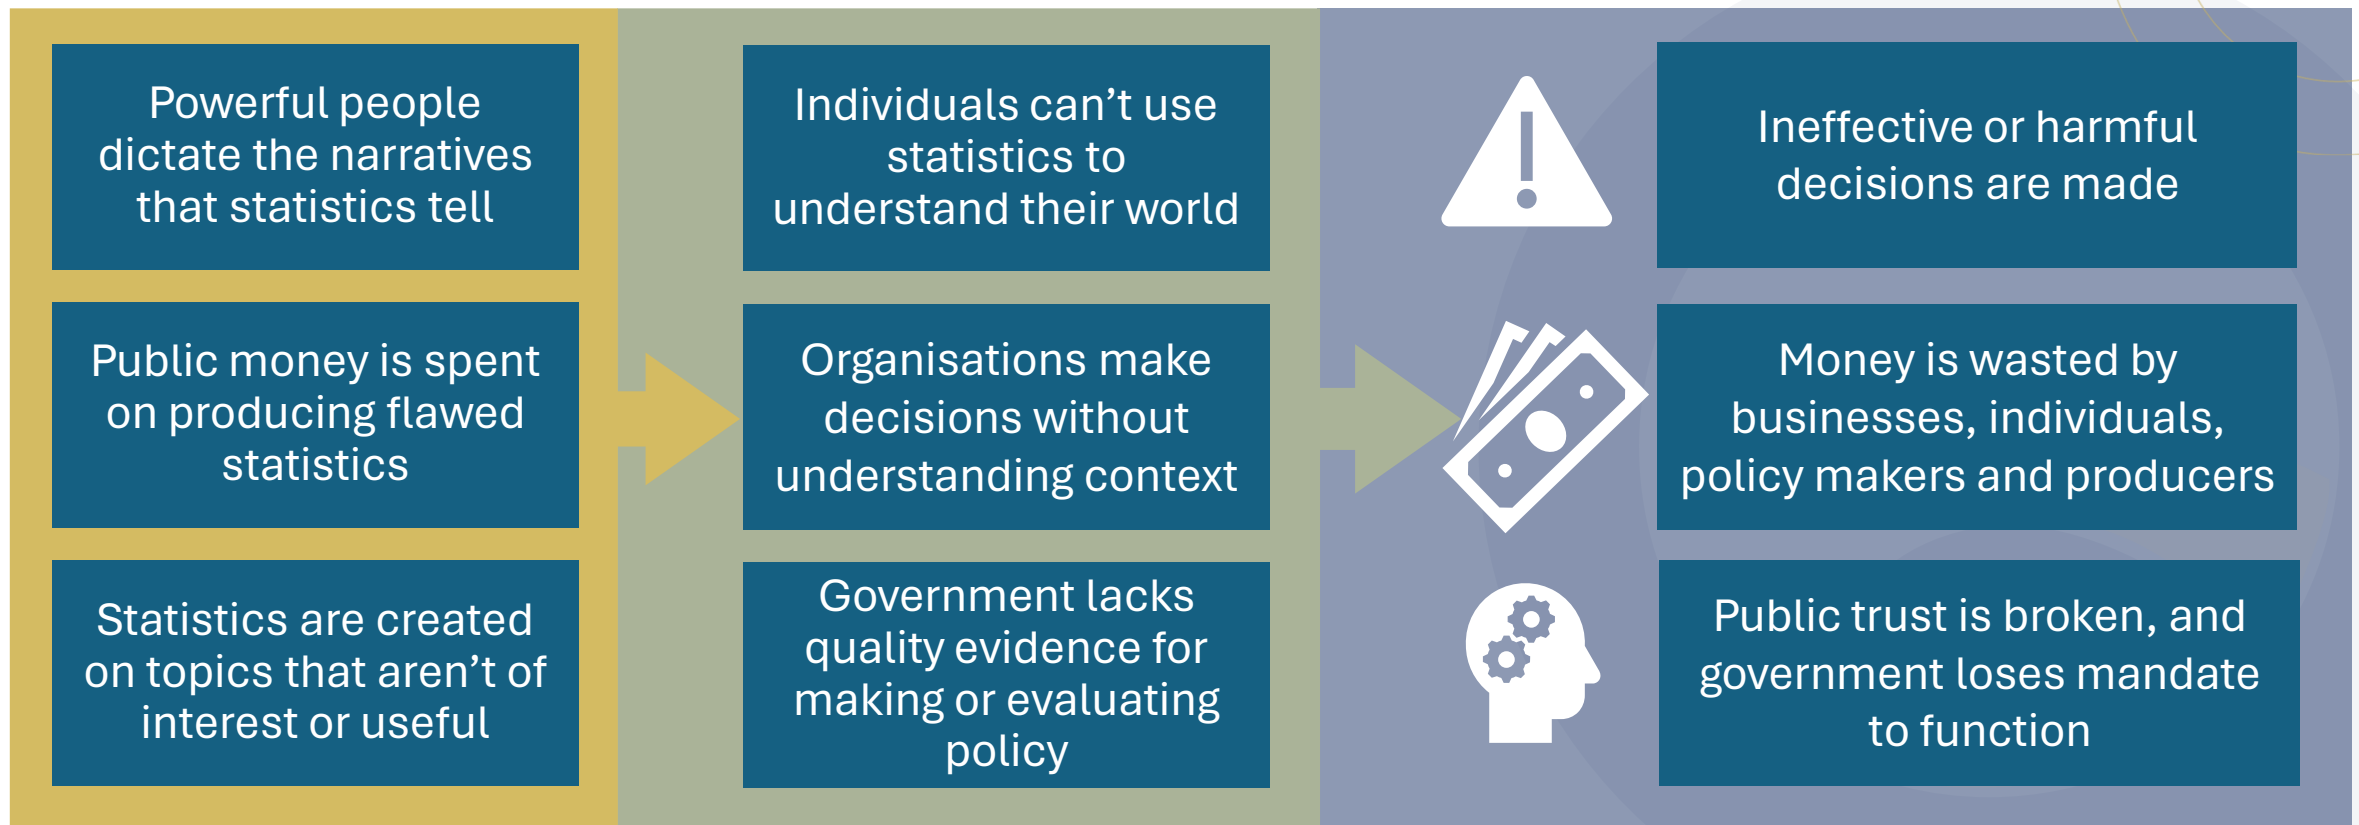 Powerful people
dictate the narratives
that statistics tell
Public money is spent
on producing flawed
statistics
Statistics are created
on topics that aren’t of
interest or useful
Individuals can’t use
statistics to
understand their world
Organisations make
decisions without
understanding context
Government lacks
quality evidence for
making or evaluating
policy
Ineffective or harmful
decisions are made
Money is wasted by
businesses, individuals,
policy makers and producers
Public trust is broken, and
government loses mandate
to function